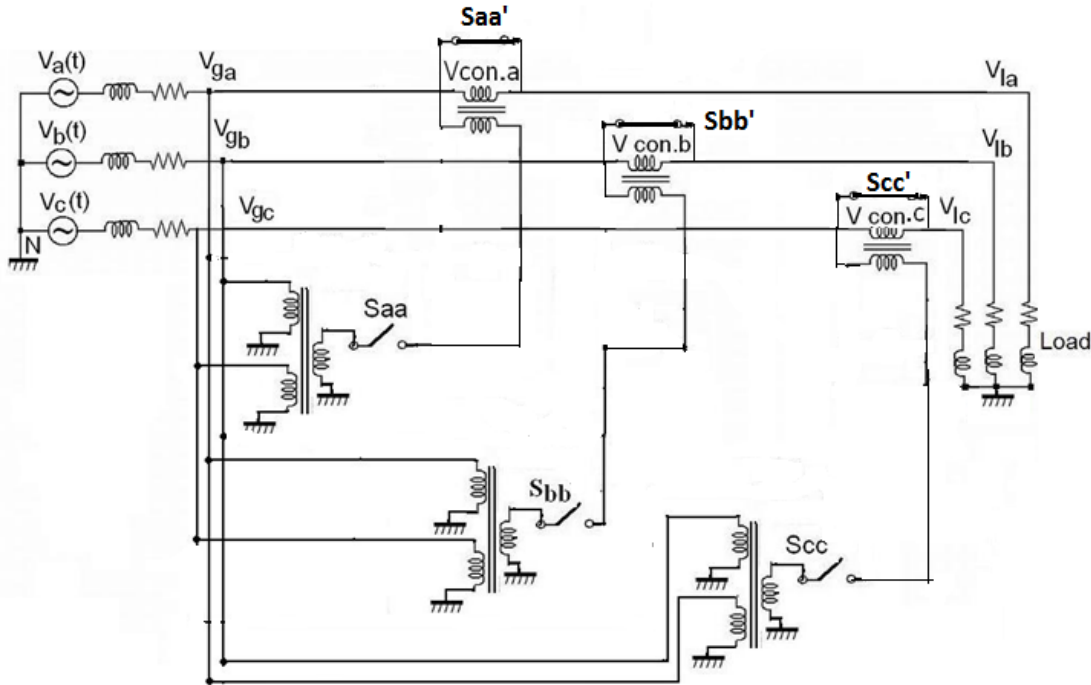 Saa'
Va(t)
Vga
Vcon.a
Vla
Vb(t)
Vgb
Sbb'
V con.b
Vlb
Vc(t)
Vgc
Scc'
V con.c
Vlc
N
Saa
Load
Sbb
Scc